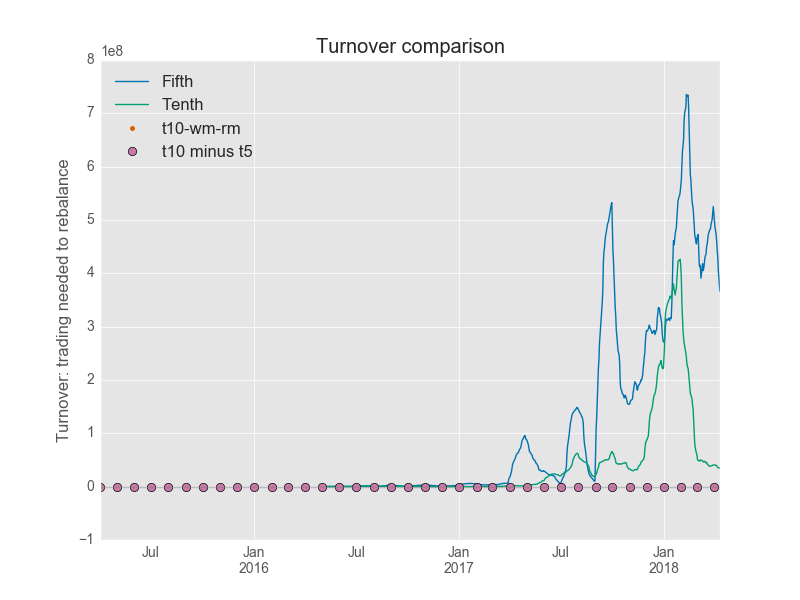 Turnover comparison
1e8
Fifth
Tenth
t10-wm-rm
t10 minus t5
Turnover: trading needed to rebalance
8
7
6
5
4
3
2
1
0
−1
Jul
Jan
2016
Jul
Jan
2017
Jul
Jan
2018